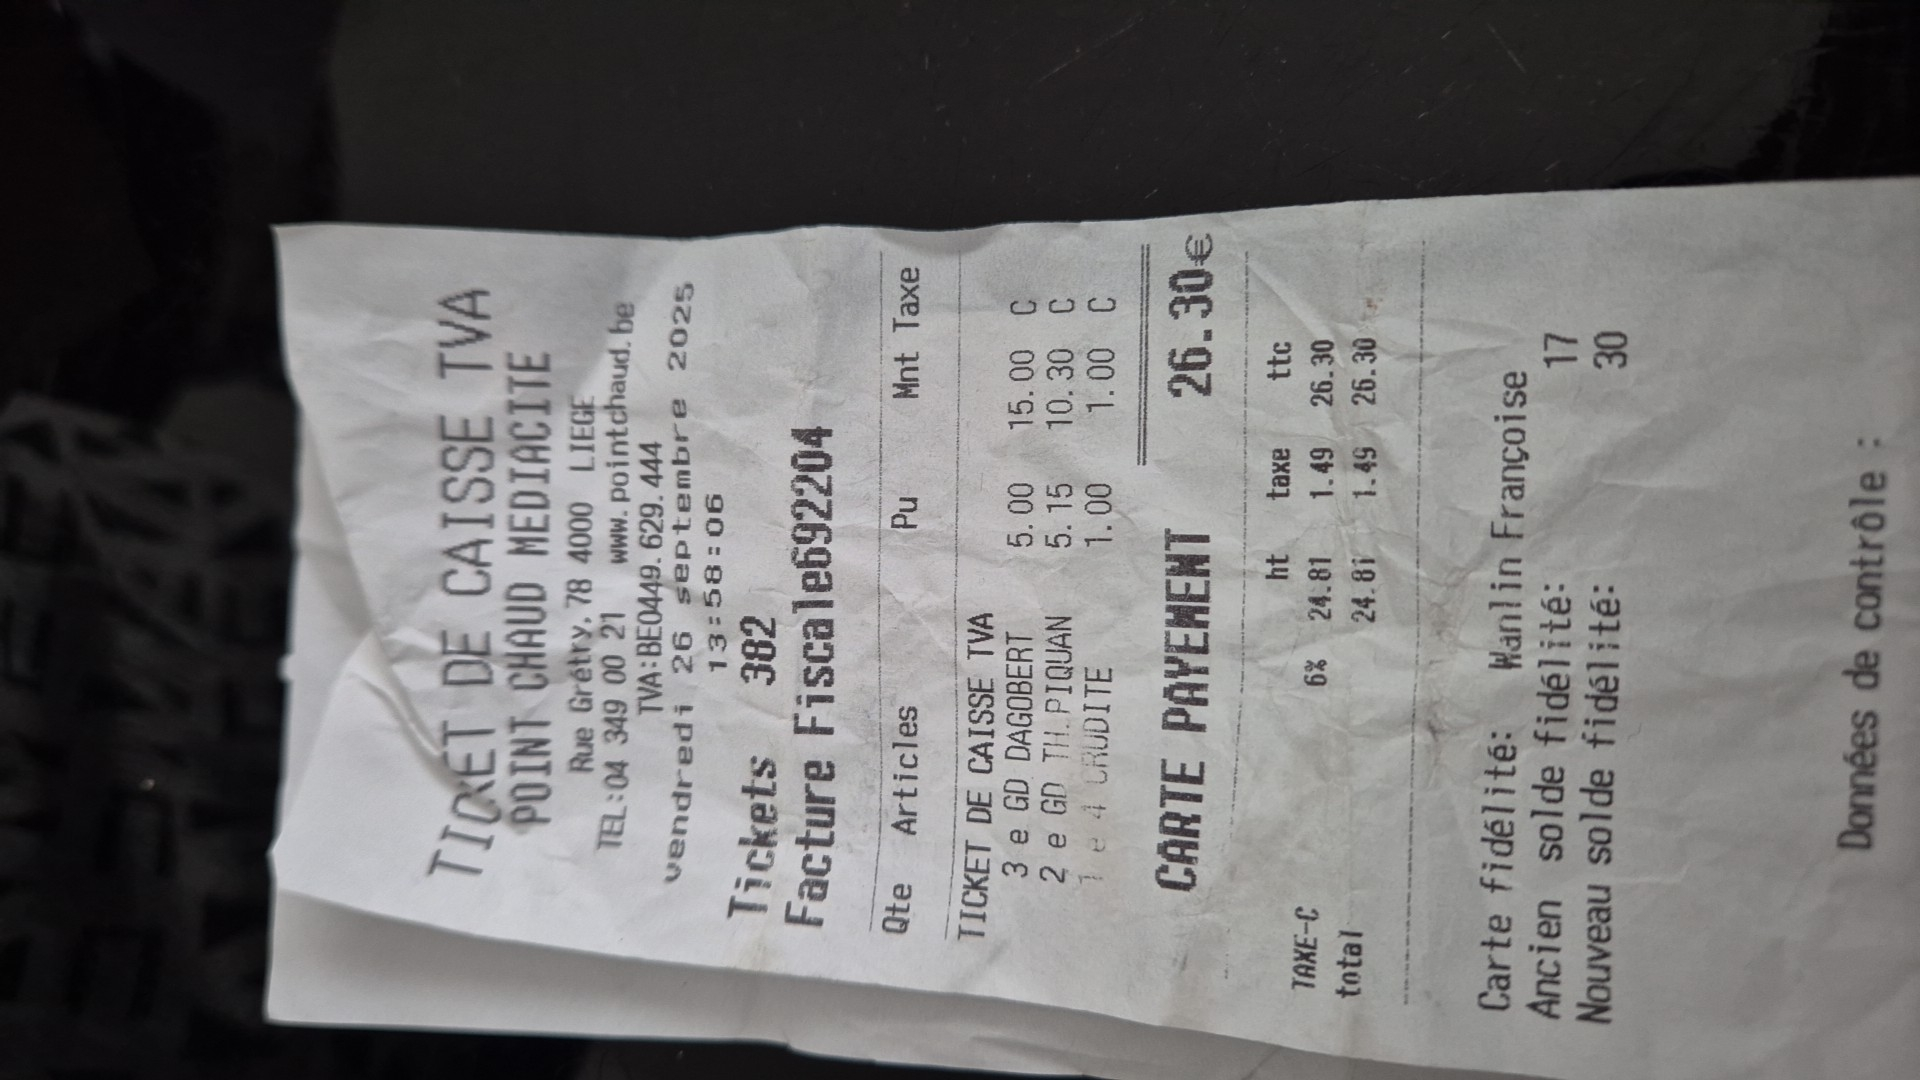 TICKET DE CAISSE TVA
POINT CHAUD MEDIACITE
Rue Grétry, 78 4000 LIEGE
TEL:04 349 00 21 www.pointchaud.be
TVA:BE0449.629.444
vendredi 26 septembre 2025
13:58:06
Tickets 382
Facture Fiscale692204
Qte Articles Pu Mnt Taxe
TICKET DE CAISSE TVA
3 e GD DAGOBERT 5.00 15.00 C
2 e GD TH.PIQUAN 5.15 10.30 C
1 e 4 CRUDITE 1.00 1.00 C
CARTE PAYEMENT 26.30€
ht taxe ttc
TAXE-C 6% 24.81 1.49 26.30
total 24.81 1.49 26.30
Carte fidélité: Wanlin Françoise
Ancien solde fidélité: 17
Nouveau solde fidélité: 30
Données de contrôle :